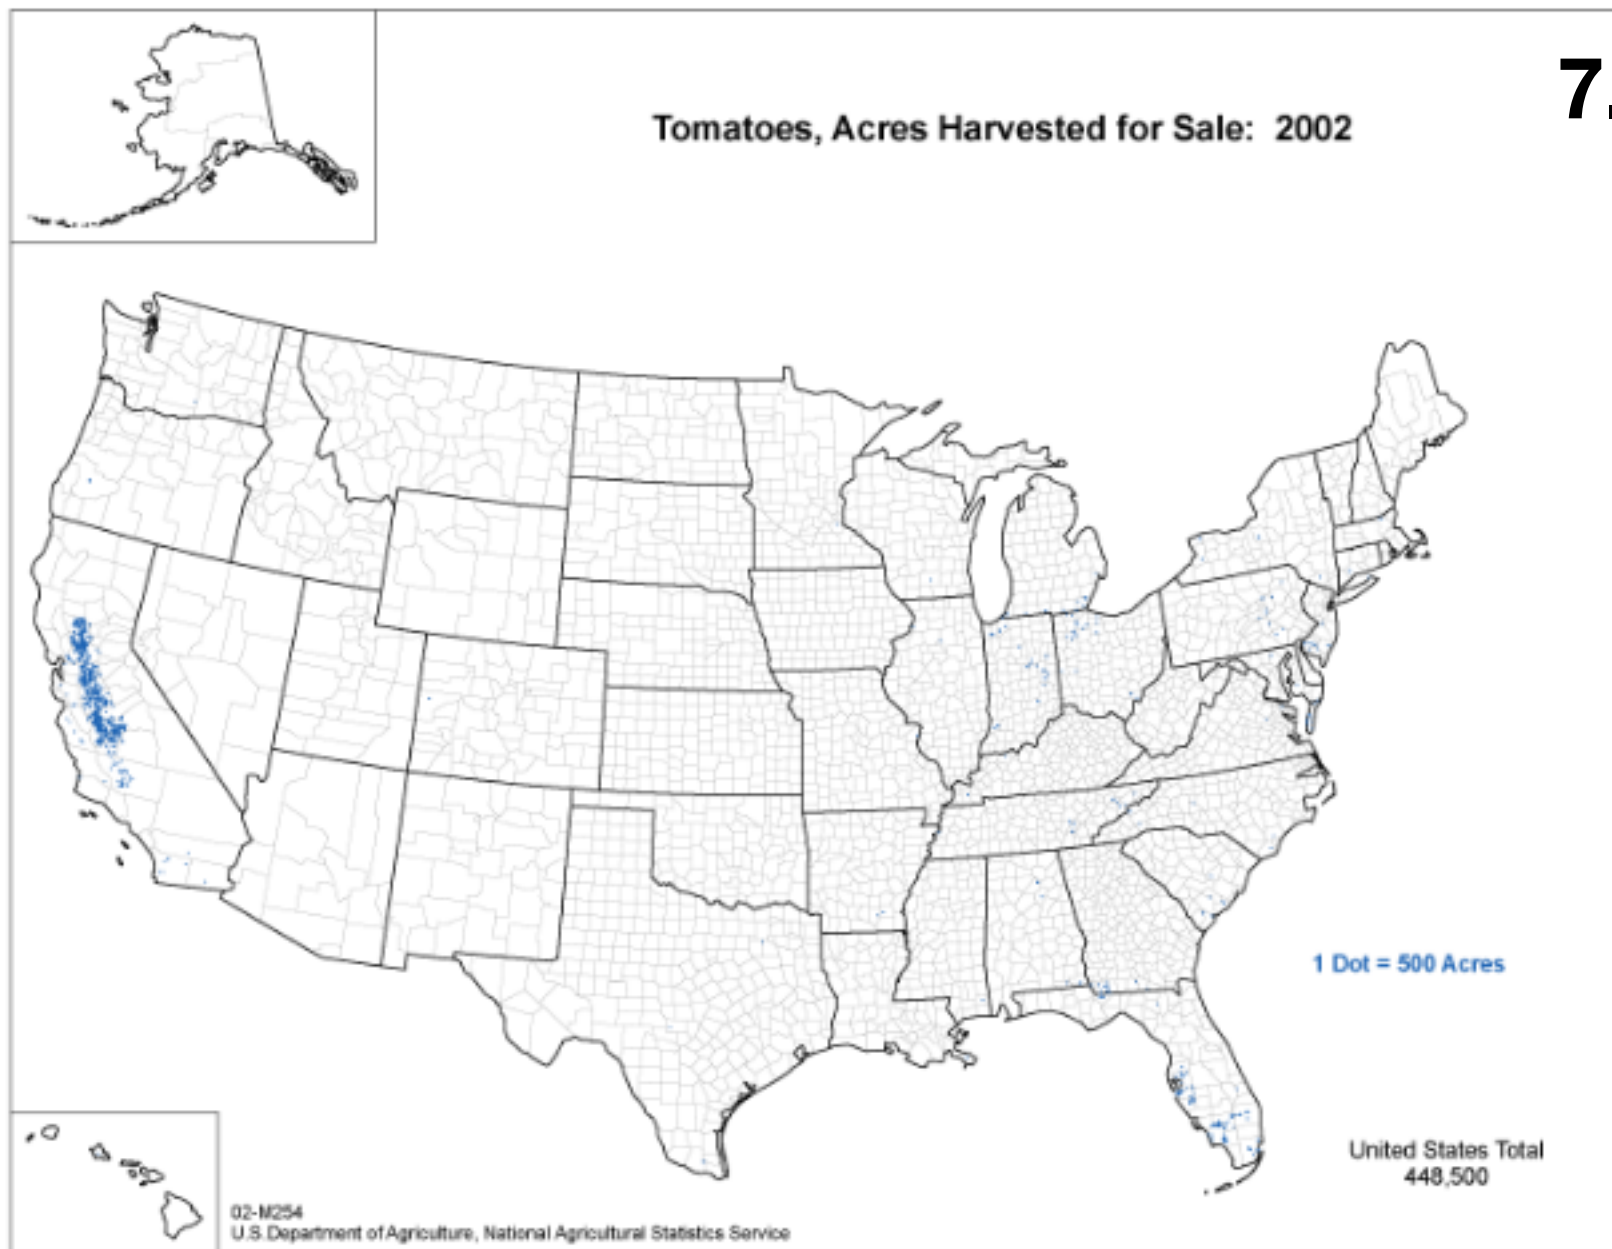 7.
Tomatoes, Acres Harvested for Sale: 2002
1 Dot = 500 Acres
United States Total
448,500
02-M254
U.S.Department of Agriculture, National Agricultural Statistics Service